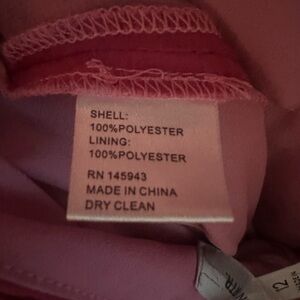 SHELL:
100%POLYESTER
LINING:
100%POLYESTER
RN 145943
MADE IN CHINA
DRY CLEAN